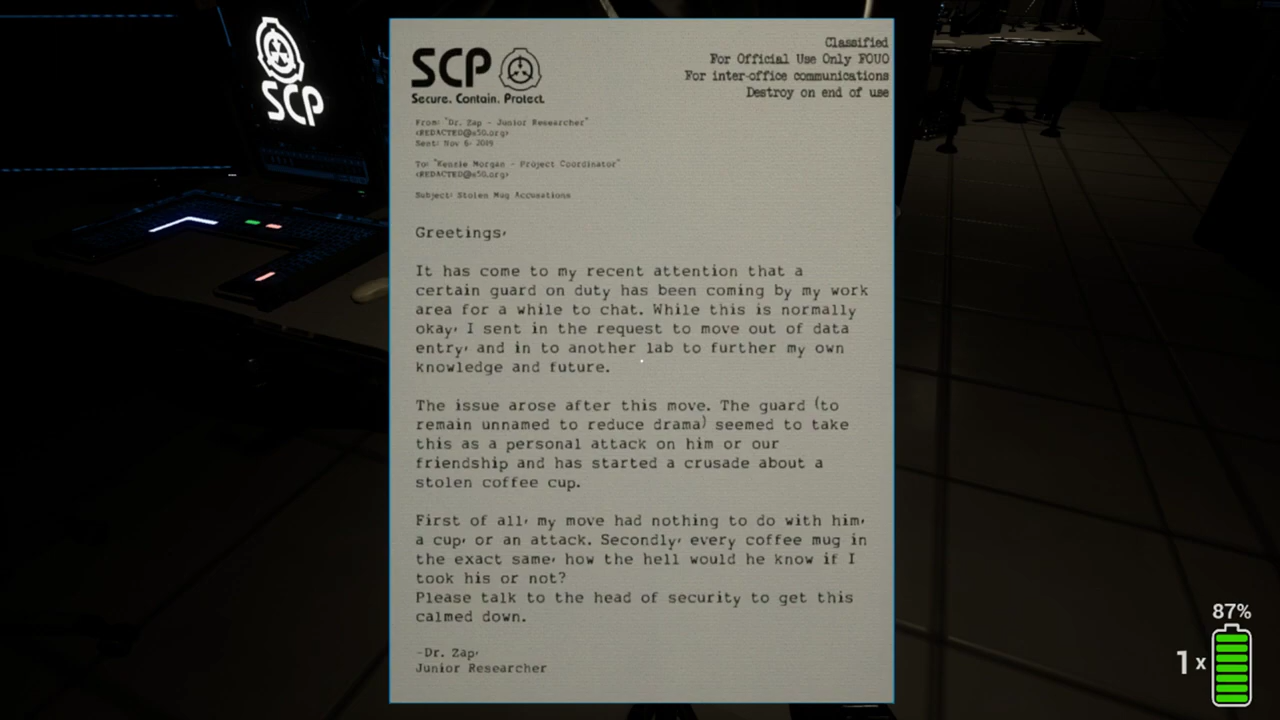 SCP
SCP
Secure. Contain. Protect.
Classified
For Official Use Only FOUO
For inter-office communications
Destroy on end of use
From: "Dr. Zap - Junior Researcher"
<REDACTED@a50.org>
Sent: Nov 6- 2019
To: "Kenzie Morgan - Project Coordinator"
<REDACTED@a50.org>
Subject: Stolen Mug Accusations
Greetings,
It has come to my recent attention that a
certain guard on duty has been coming by my work
area for a while to chat. While this is normally
okay, I sent in the request to move out of data
entry, and in to another lab to further my own
knowledge and future.
The issue arose after this move. The guard (to
remain unnamed to reduce drama) seemed to take
this as a personal attack on him or our
friendship and has started a crusade about a
stolen coffee cup.
First of all, my move had nothing to do with him,
a cup, or an attack. Secondly, every coffee mug in
the exact same, how the hell would he know if I
took his or not?
Please talk to the head of security to get this
calmed down.
-Dr. Zap,
Junior Researcher
87%
1x